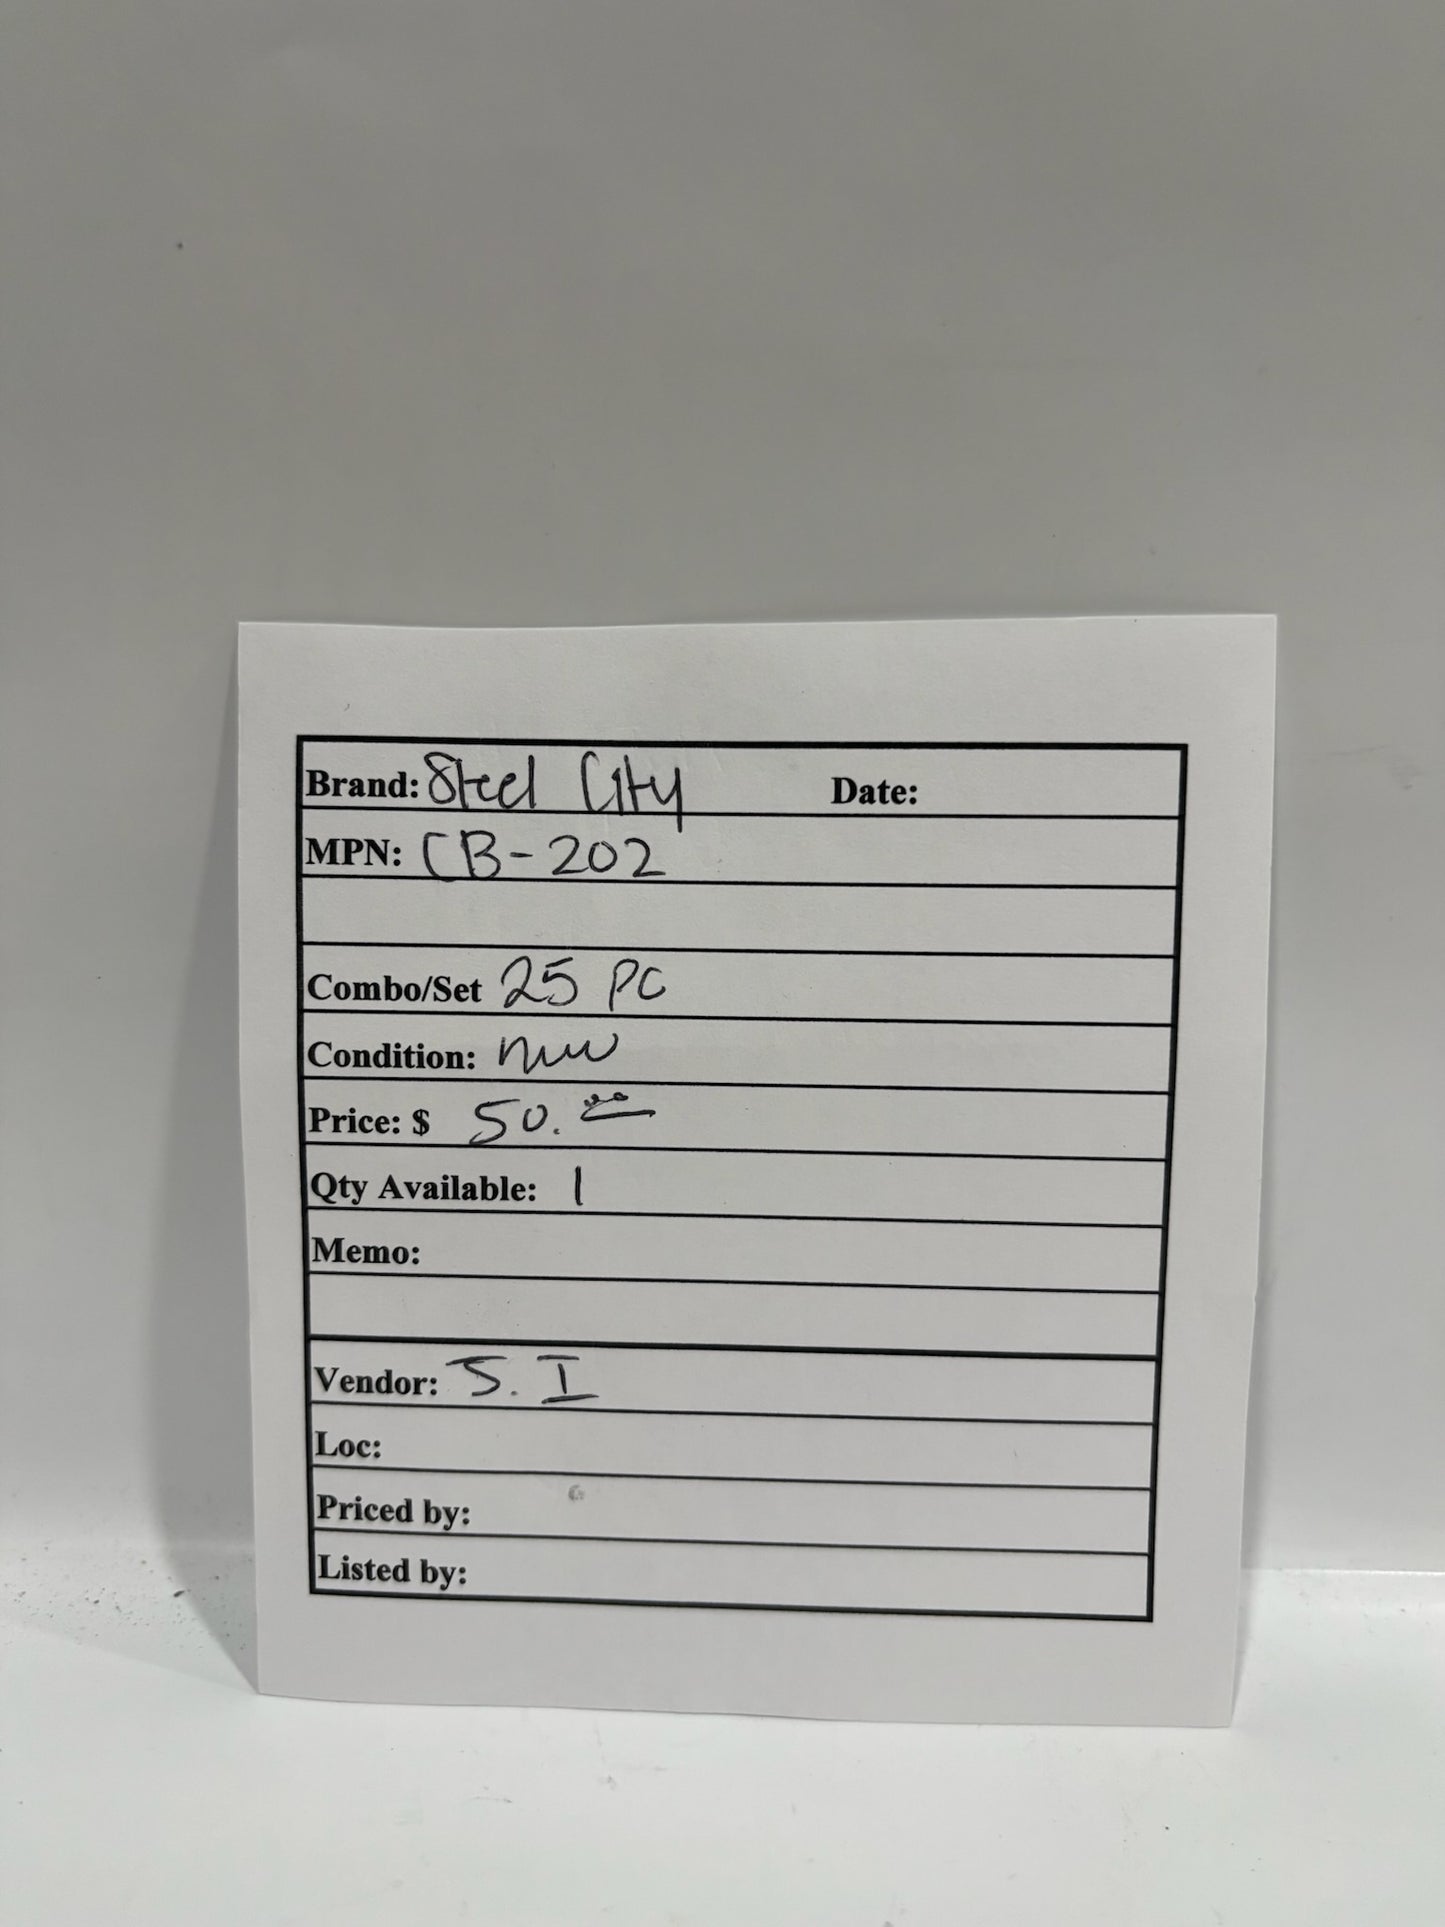 Brand: Steel City Date:
MPN: CB-202
Combo/Set 25 PC
Condition: new
Price: $ 50.00
Qty Available: 1
Memo:
Vendor: J. I
Loc:
Priced by:
Listed by: